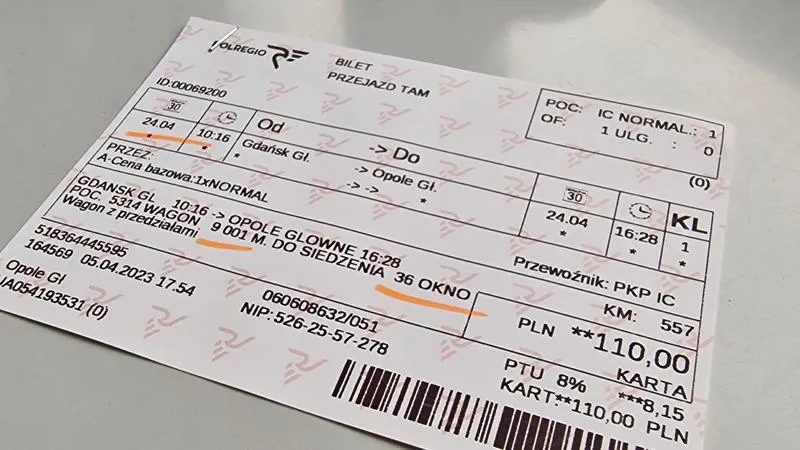 POLREGIO
BILET
PRZEJAZD TAM
POC: IC NORMAL.: 1
OF: 1 ULG. : 0
(0)
ID:00069200
30
24.04 10:16 Od -> Do
* * Gdańsk Gł. -> Opole Gł.
* -> -> *
30
24.04 16:28 KL
* * 1
*
PRZEZ:
A-Cena bazowa:1xNORMAL
Przewoźnik: PKP IC
GDANSK GL 10:16 -> OPOLE GLOWNE 16:28
POC. 5314 WAGON 9 001 M. DO SIEDZENIA 36 OKNO
Wagon z przedziałami
KM: 557
518364445595
164569 05.04.2023 17.54
Opole Gł
IA054193531 (0)
060608632/051
NIP:526-25-57-278
PLN **110,00
KARTA
PTU 8% ***8,15
KART:**110,00 PLN